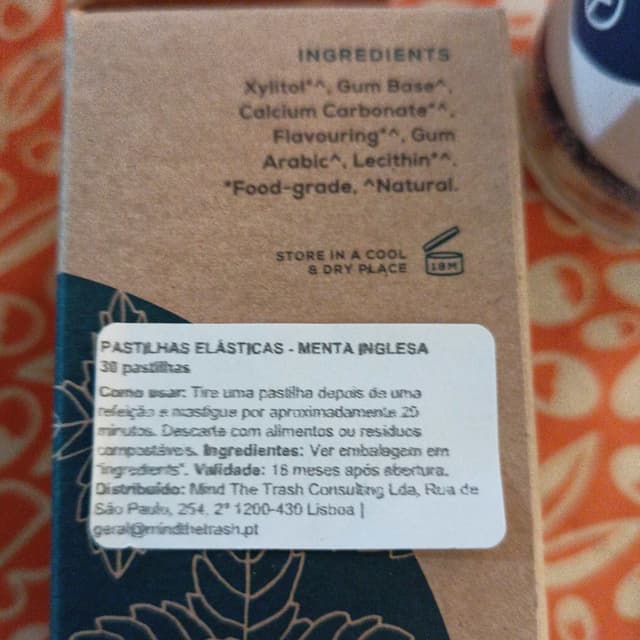 INGREDIENTS
Xylitol*^, Gum Base^,
Calcium Carbonate*^,
Flavouring*^, Gum
Arabic^, Lecithin*^.
*Food-grade, ^Natural.
STORE IN A COOL
& DRY PLACE
18M
PASTILHAS ELÁSTICAS - MENTA INGLESA
30 pastilhas
Como usar: Tire uma pastilha depois de uma
refeição e mastigue por aproximadamente 20
minutos. Descarte com alimentos ou resíduos
compostáveis. Ingredientes: Ver embalagem em
"ingredients". Validade: 18 meses após abertura.
Distribuído: Mind The Trash Consulting Lda, Rua de
São Paulo, 254, 2º 1200-430 Lisboa |
geral@mindthetrash.pt